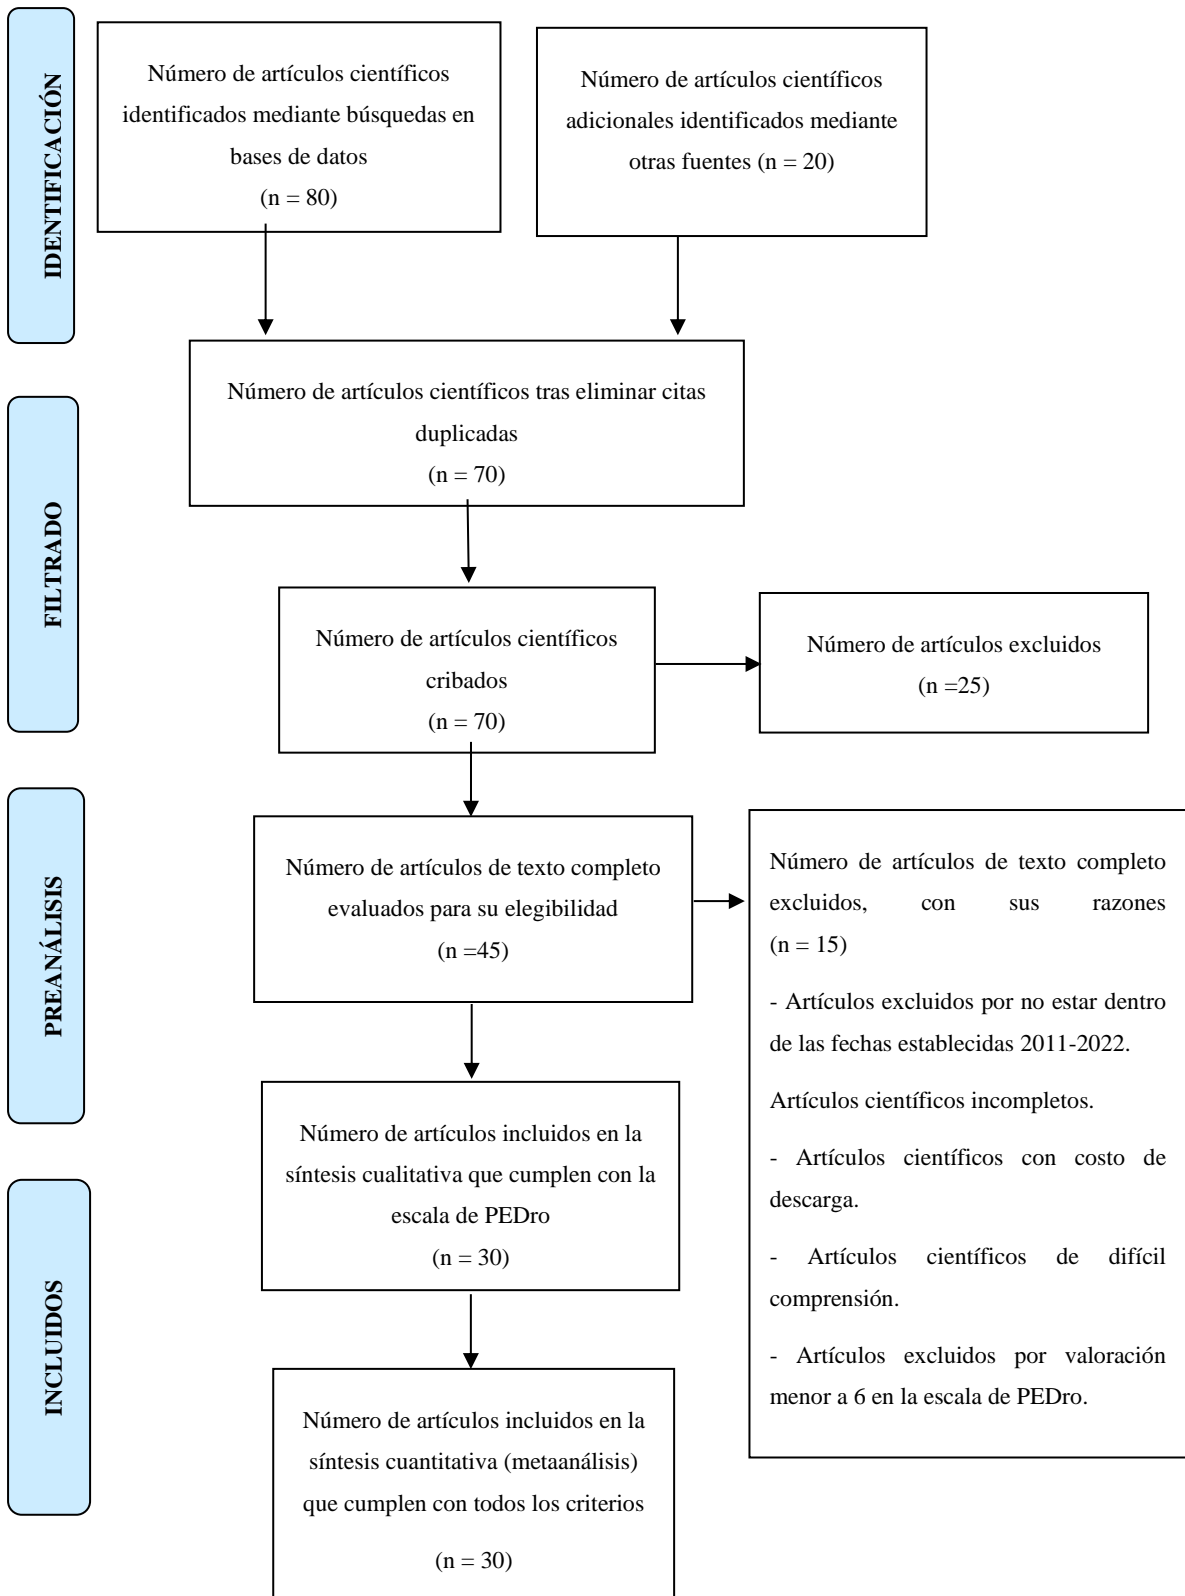 IDENTIFICACIÓN
Número de artículos científicos
identificados mediante búsquedas en
bases de datos
(n = 80)
Número de artículos científicos
adicionales identificados mediante
otras fuentes (n = 20)
Número de artículos científicos tras eliminar citas
duplicadas
(n = 70)
FILTRADO
Número de artículos científicos
cribados
(n = 70)
Número de artículos excluidos
(n =25)
PREANÁLISIS
Número de artículos de texto completo
evaluados para su elegibilidad
(n =45)
Número de artículos de texto completo
excluidos, con sus razones
(n = 15)
- Artículos excluidos por no estar dentro
de las fechas establecidas 2011-2022.
Artículos científicos incompletos.
- Artículos científicos con costo de
descarga.
- Artículos científicos de difícil
comprensión.
- Artículos excluidos por valoración
menor a 6 en la escala de PEDro.
Número de artículos incluidos en la
síntesis cualitativa que cumplen con la
escala de PEDro
(n = 30)
INCLUIDOS
Número de artículos incluidos en la
síntesis cuantitativa (metaanálisis)
que cumplen con todos los criterios
(n = 30)